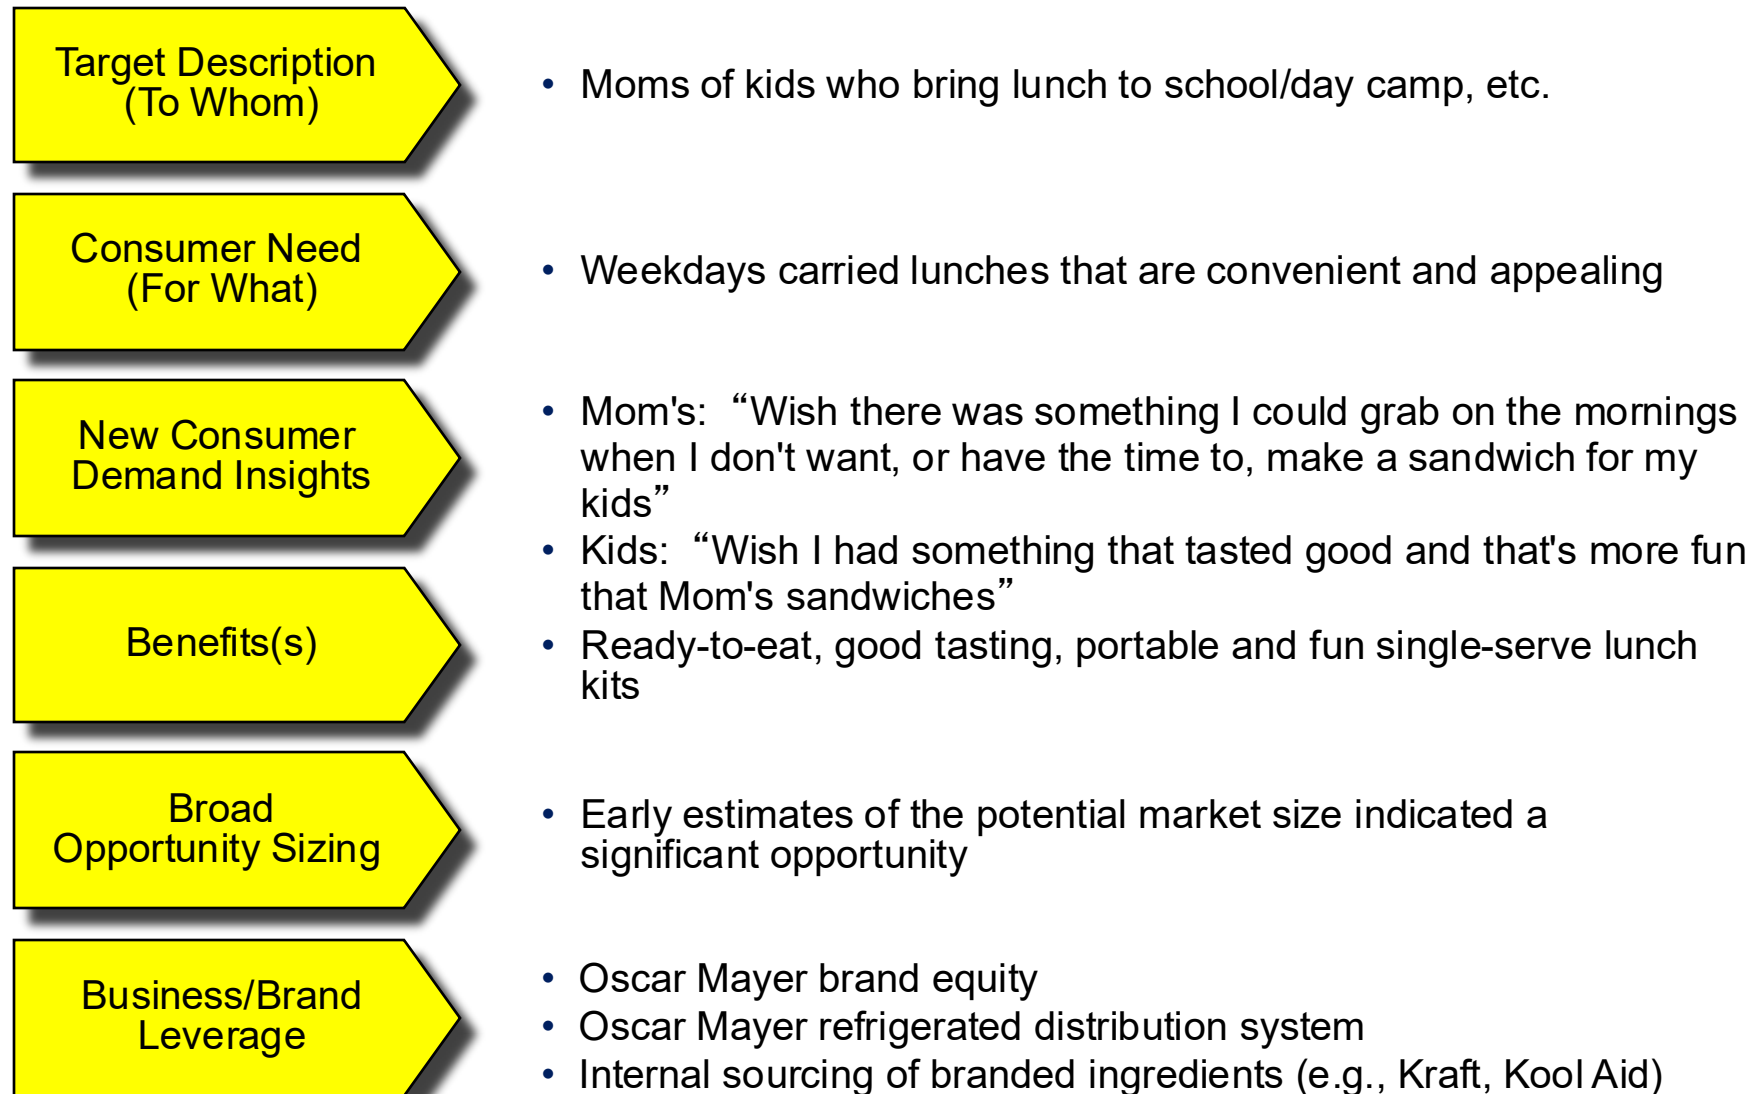 Target Description
(To Whom)
• Moms of kids who bring lunch to school/day camp, etc.
Consumer Need
(For What)
• Weekdays carried lunches that are convenient and appealing
New Consumer
Demand Insights
• Mom's: “Wish there was something I could grab on the mornings
when I don't want, or have the time to, make a sandwich for my
kids”
• Kids: “Wish I had something that tasted good and that's more fun
that Mom's sandwiches”
Benefits(s)
• Ready-to-eat, good tasting, portable and fun single-serve lunch
kits
Broad
Opportunity Sizing
• Early estimates of the potential market size indicated a
significant opportunity
Business/Brand
Leverage
• Oscar Mayer brand equity
• Oscar Mayer refrigerated distribution system
• Internal sourcing of branded ingredients (e.g., Kraft, Kool Aid)